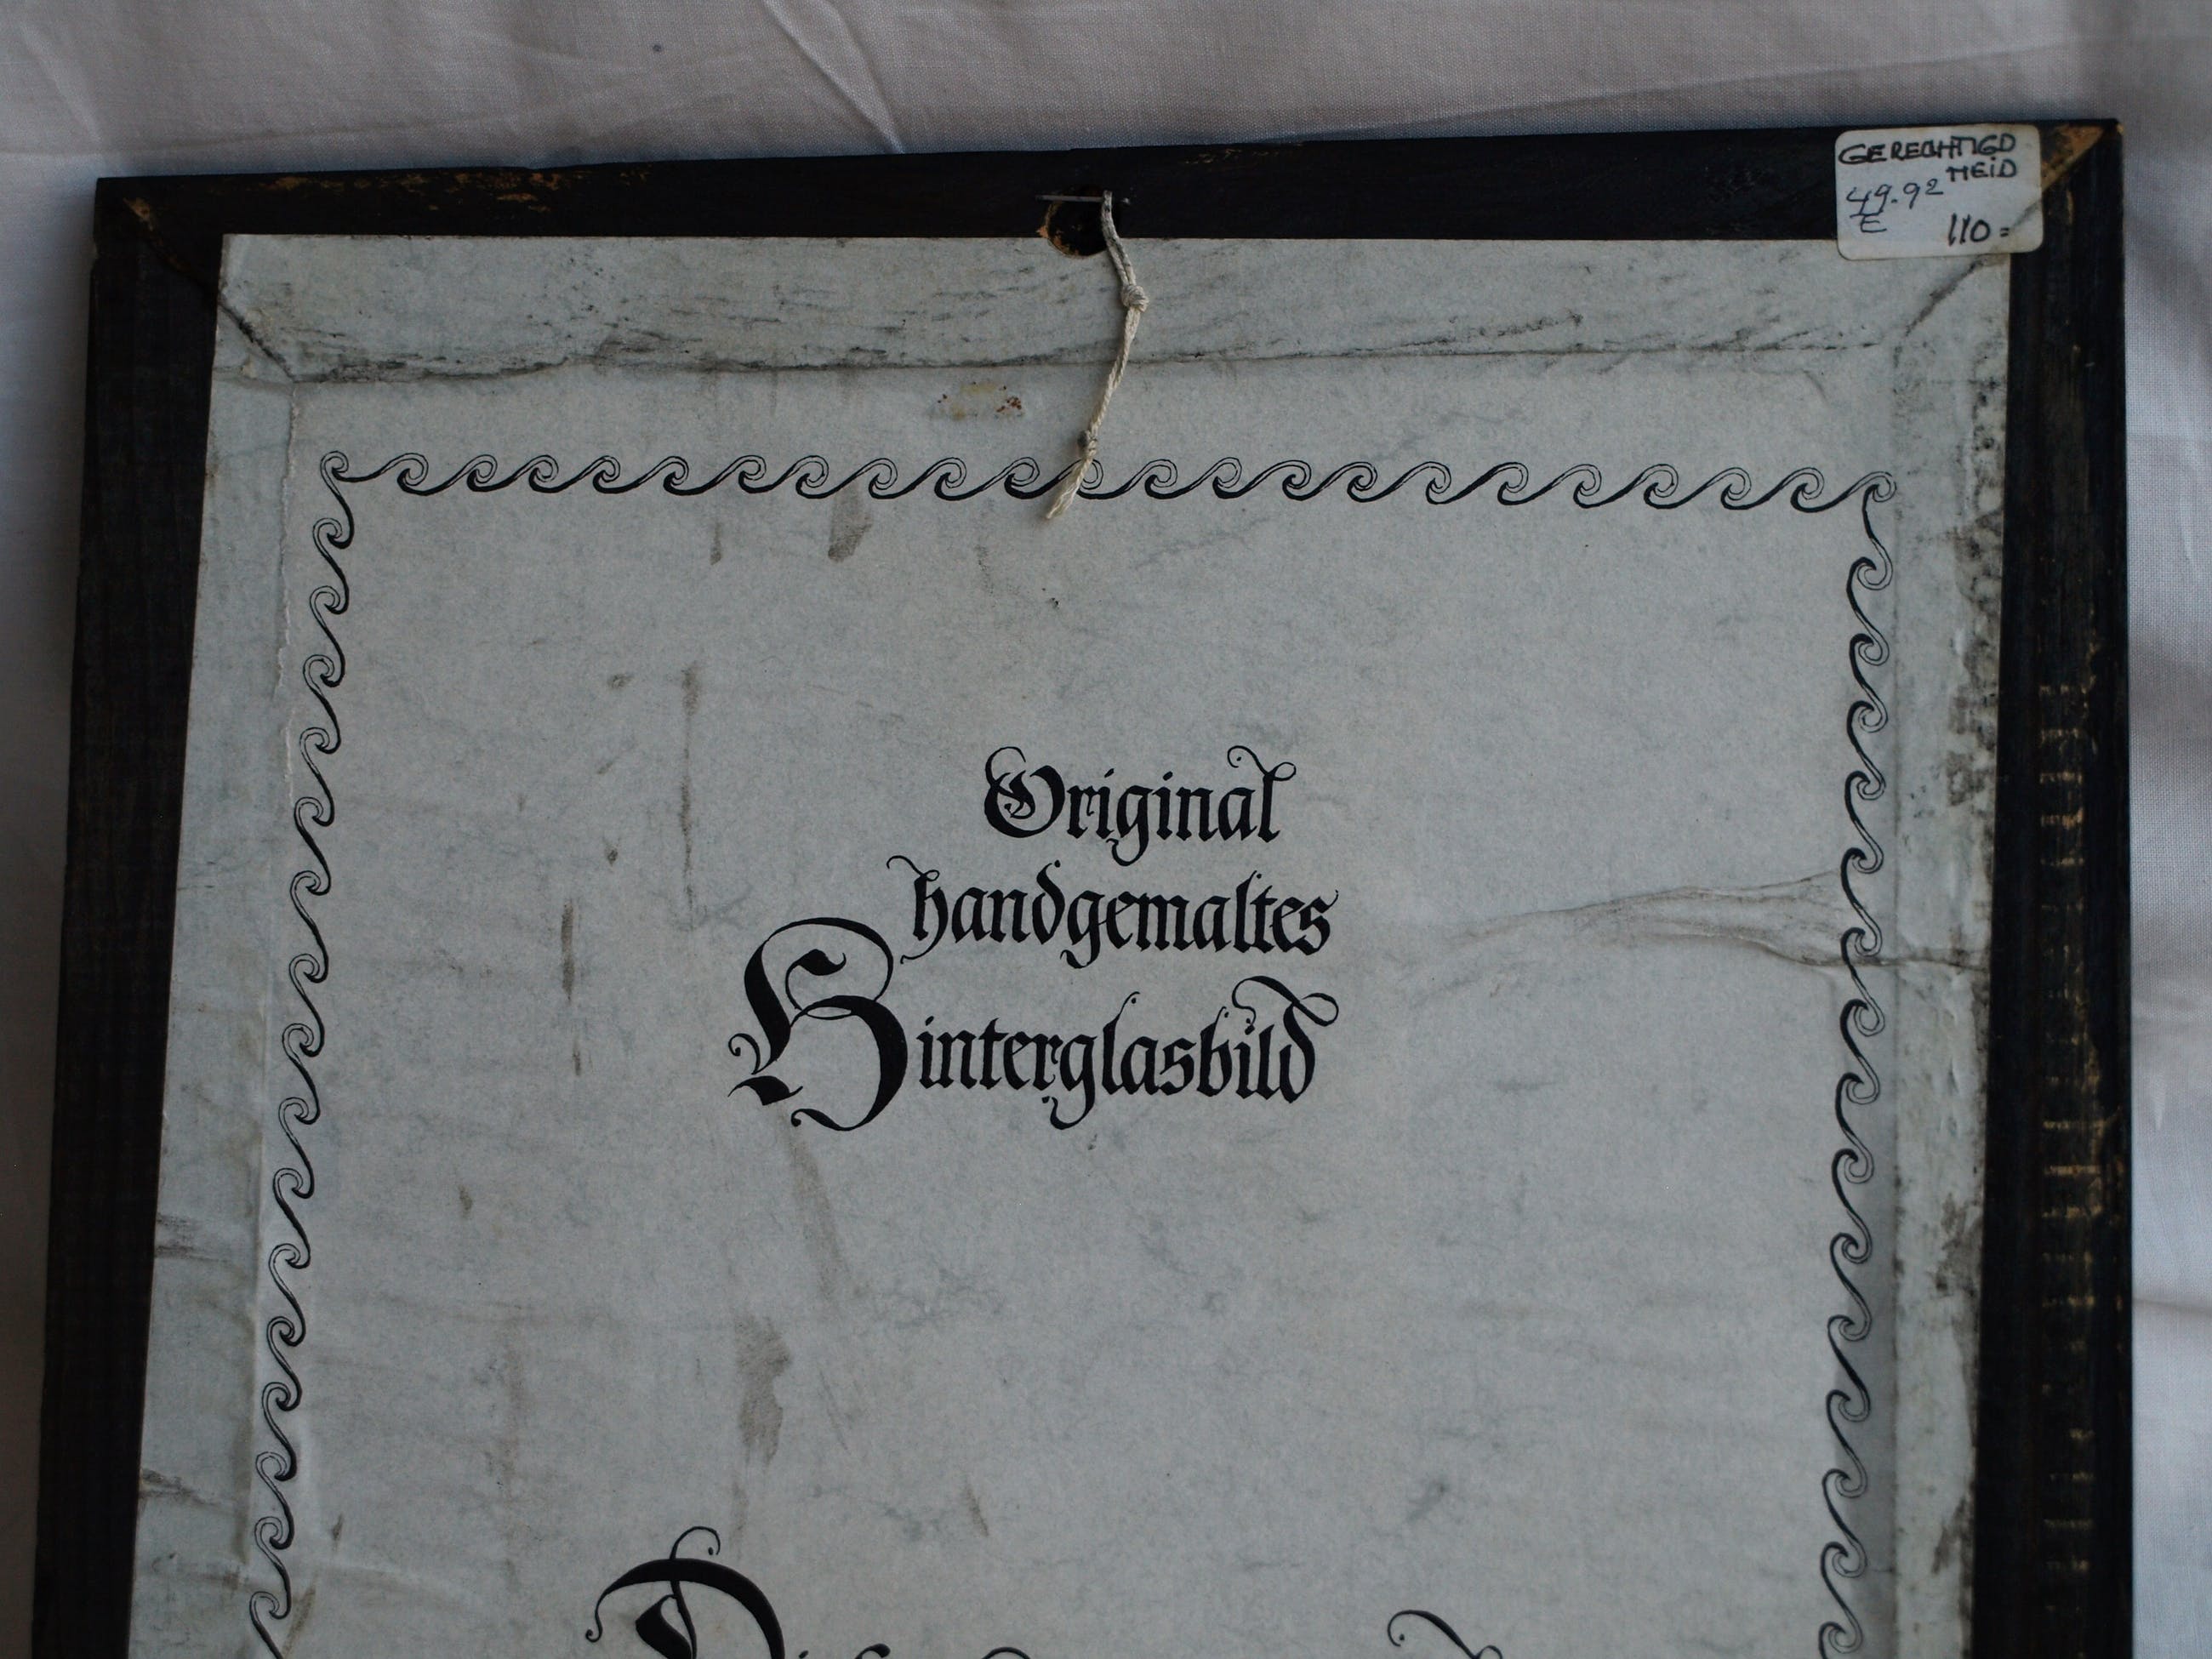 GERECHTIGD
HEID
49.92
E 110=
Original
handgemaltes
Hinterglasbild